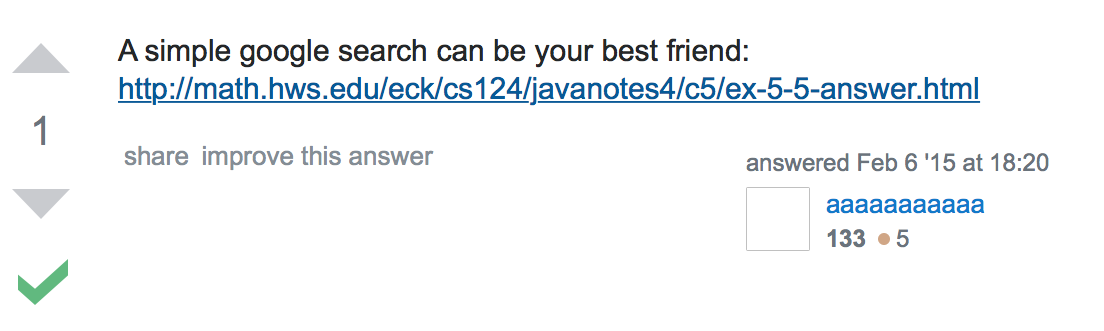 A simple google search can be your best friend:
http://math.hws.edu/eck/cs124/javanotes4/c5/ex-5-5-answer.html
1
share improve this answer
answered Feb 6 '15 at 18:20
aaaaaaaaaaa
133 5